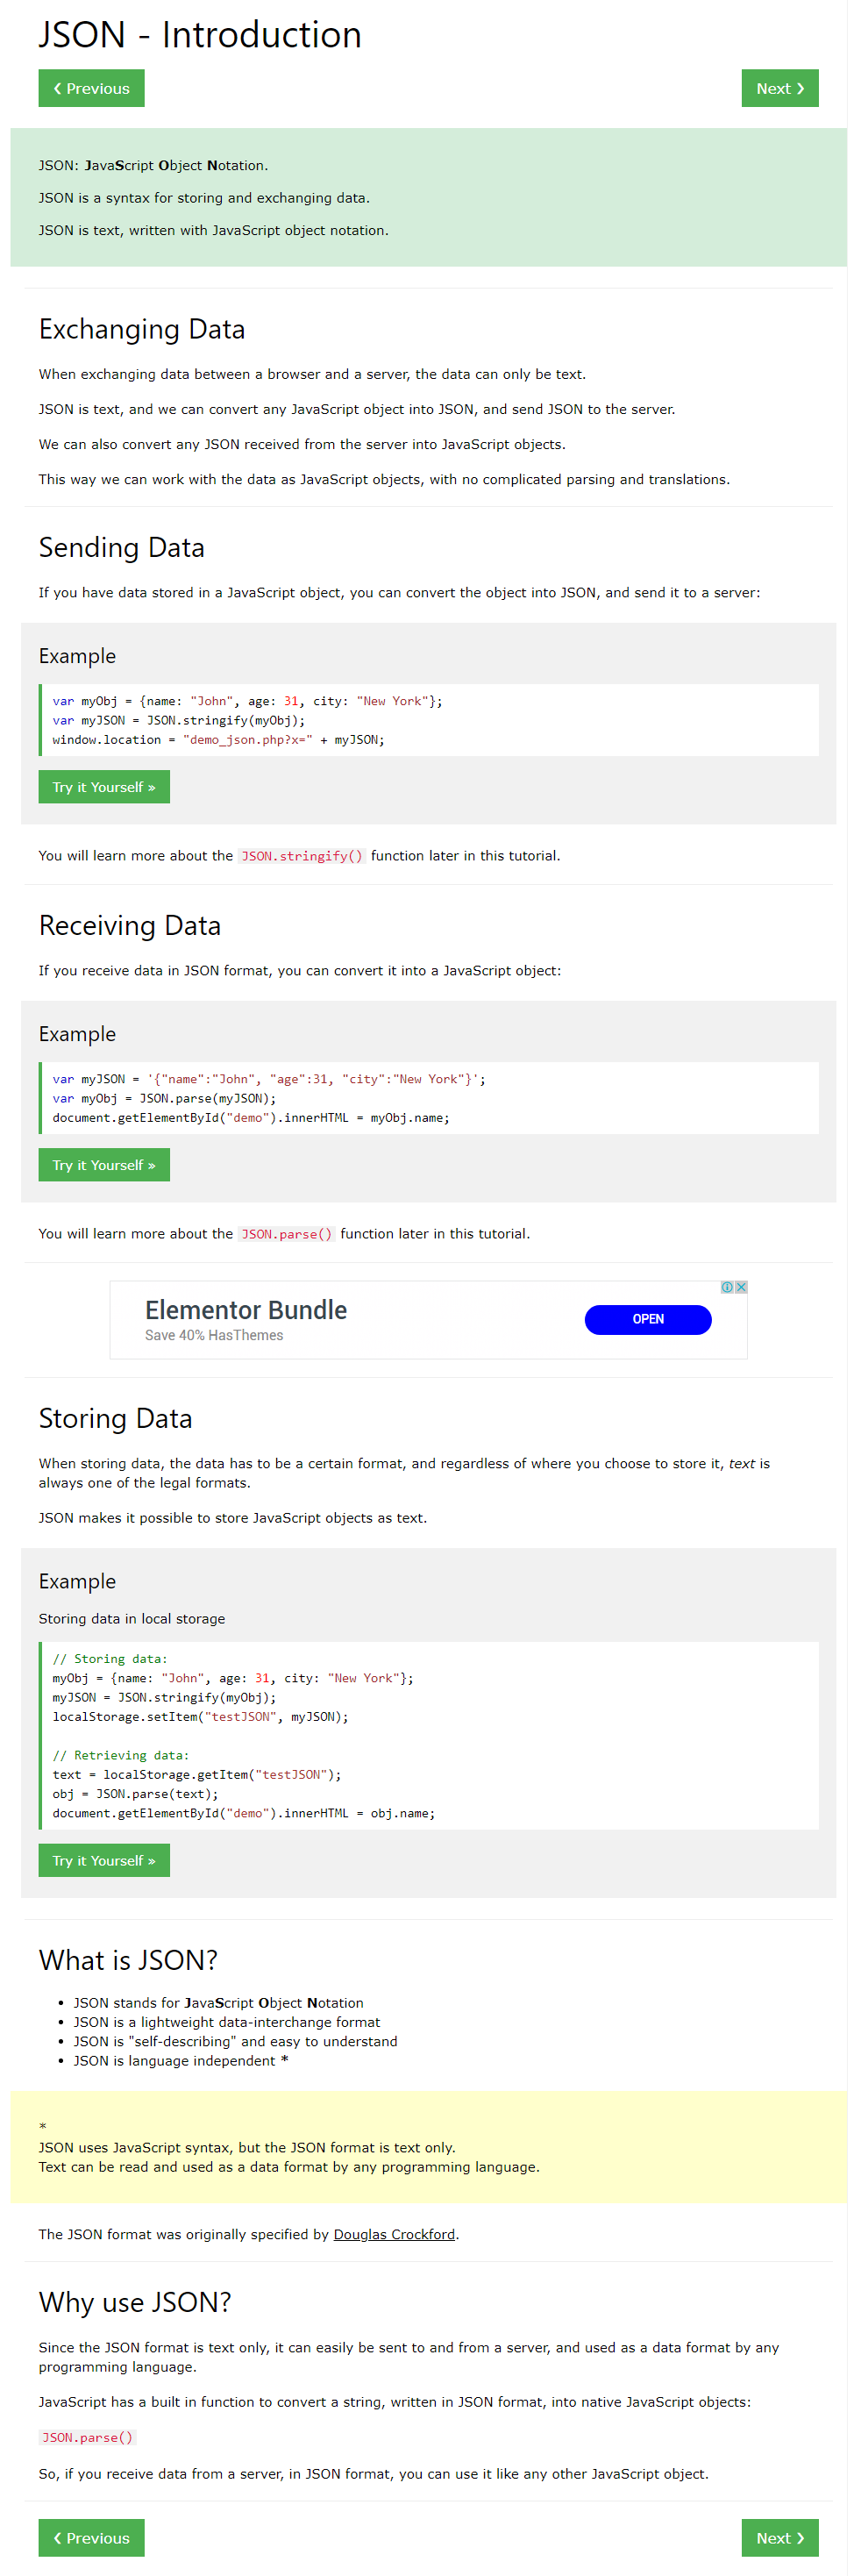 JSON - Introduction
❮ Previous
Next ❯
JSON: JavaScript Object Notation.
JSON is a syntax for storing and exchanging data.
JSON is text, written with JavaScript object notation.
Exchanging Data
When exchanging data between a browser and a server, the data can only be text.
JSON is text, and we can convert any JavaScript object into JSON, and send JSON to the server.
We can also convert any JSON received from the server into JavaScript objects.
This way we can work with the data as JavaScript objects, with no complicated parsing and translations.
Sending Data
If you have data stored in a JavaScript object, you can convert the object into JSON, and send it to a server:
Example
var myObj = {name: "John", age: 31, city: "New York"};
var myJSON = JSON.stringify(myObj);
window.location = "demo_json.php?x=" + myJSON;
Try it Yourself »
You will learn more about the JSON.stringify() function later in this tutorial.
Receiving Data
If you receive data in JSON format, you can convert it into a JavaScript object:
Example
var myJSON = '{"name":"John", "age":31, "city":"New York"}';
var myObj = JSON.parse(myJSON);
document.getElementById("demo").innerHTML = myObj.name;
Try it Yourself »
You will learn more about the JSON.parse() function later in this tutorial.
Elementor Bundle
Save 40% HasThemes
OPEN
Storing Data
When storing data, the data has to be a certain format, and regardless of where you choose to store it, text is
always one of the legal formats.
JSON makes it possible to store JavaScript objects as text.
Example
Storing data in local storage
// Storing data:
myObj = {name: "John", age: 31, city: "New York"};
myJSON = JSON.stringify(myObj);
localStorage.setItem("testJSON", myJSON);
// Retrieving data:
text = localStorage.getItem("testJSON");
obj = JSON.parse(text);
document.getElementById("demo").innerHTML = obj.name;
Try it Yourself »
What is JSON?
• JSON stands for JavaScript Object Notation
• JSON is a lightweight data-interchange format
• JSON is "self-describing" and easy to understand
• JSON is language independent *
*
JSON uses JavaScript syntax, but the JSON format is text only.
Text can be read and used as a data format by any programming language.
The JSON format was originally specified by Douglas Crockford.
Why use JSON?
Since the JSON format is text only, it can easily be sent to and from a server, and used as a data format by any
programming language.
JavaScript has a built in function to convert a string, written in JSON format, into native JavaScript objects:
JSON.parse()
So, if you receive data from a server, in JSON format, you can use it like any other JavaScript object.
❮ Previous
Next ❯